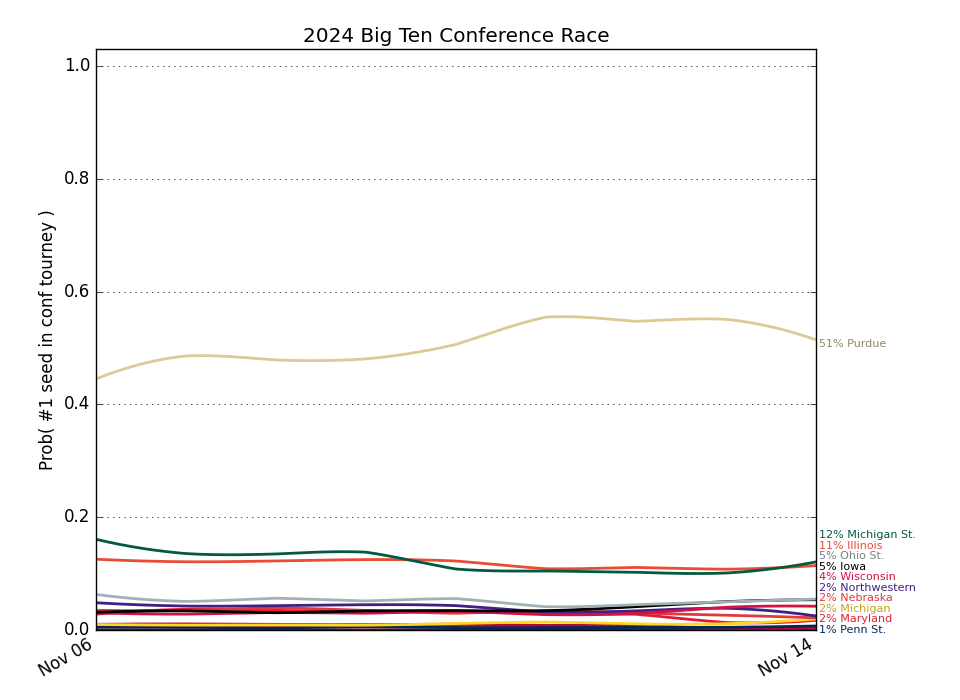 2024 Big Ten Conference Race
Prob( #1 seed in conf tourney )
1.0
0.8
0.6
0.4
0.2
0.0
Nov 06
Nov 14
51% Purdue
12% Michigan St.
11% Illinois
5% Ohio St.
5% Iowa
4% Wisconsin
2% Northwestern
2% Nebraska
2% Michigan
2% Maryland
1% Penn St.